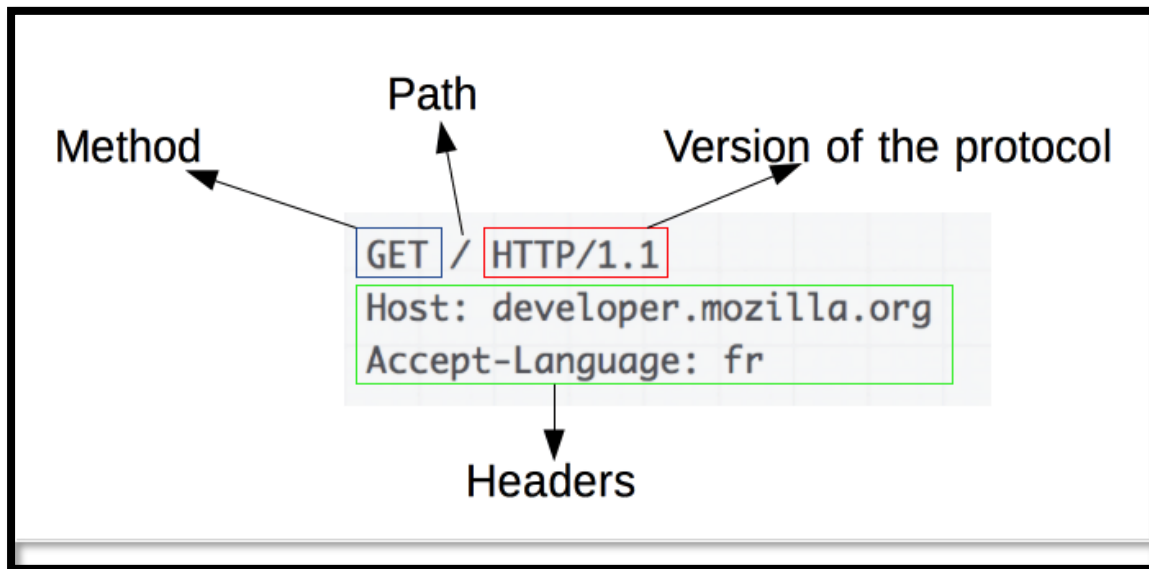 Path
Method
Version of the protocol
GET / HTTP/1.1
Host: developer.mozilla.org
Accept-Language: fr
Headers